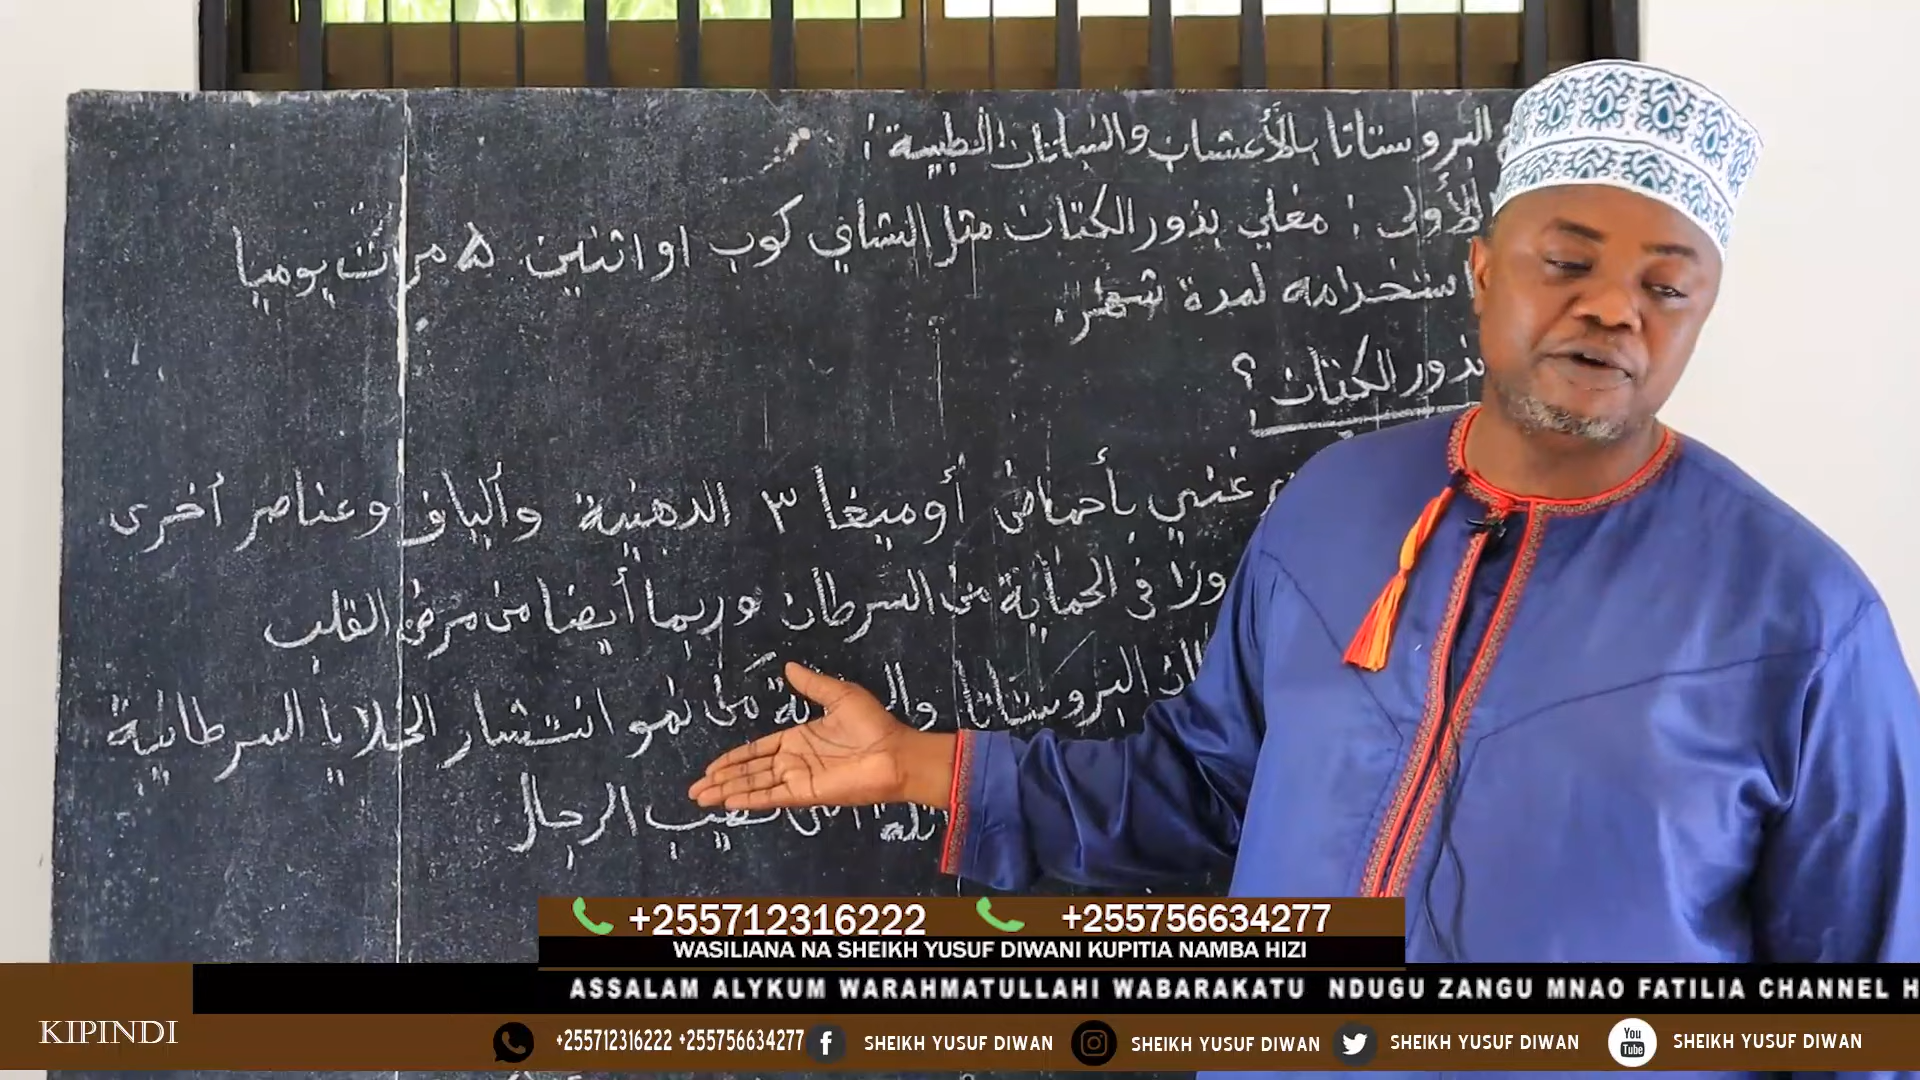 البروستاتا بالأعشاب والنباتات الطبية :
الأولى : مغلي بذور الكتان مثل الشاي كوب او اثنين ٥ مرات يوميا
استخدامه لمدة شهر.
بذور الكتان ؟
غني بأحماض أوميغا ٣ الدهنية وألياف وعناصر أخرى
في الحماية من السرطان وربما أيضا من مرض القلب
البروستاتا من نمو انتشار الخلايا السرطانية
الرجال
+255712316222 +255756634277
WASILIANA NA SHEIKH YUSUF DIWANI KUPITIA NAMBA HIZI
ASSALAM ALYKUM WARAHMATULLAHI WABARAKATU NDUGU ZANGU MNAO FATILIA CHANNEL H
KIPINDI +255712316222 +255756634277 SHEIKH YUSUF DIWAN SHEIKH YUSUF DIWAN SHEIKH YUSUF DIWAN You Tube SHEIKH YUSUF DIWAN